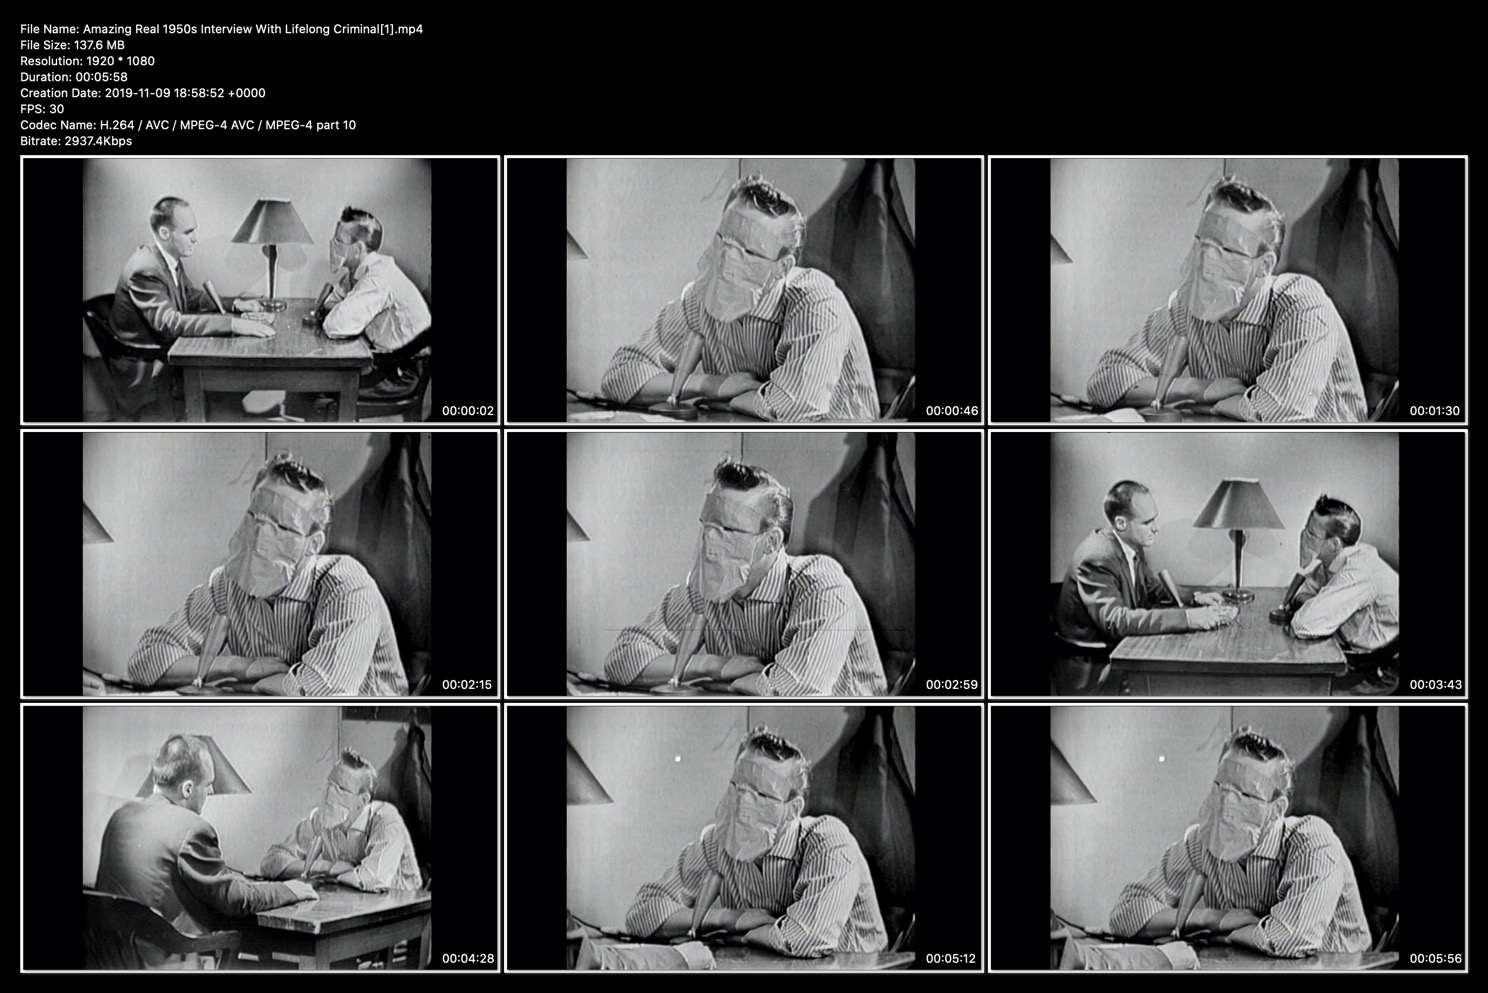 File Name: Amazing Real 1950s Interview With Lifelong Criminal[1].mp4
File Size: 137.6 MB
Resolution: 1920 * 1080
Duration: 00:05:58
Creation Date: 2019-11-09 18:58:52 +0000
FPS: 30
Codec Name: H.264 / AVC / MPEG-4 AVC / MPEG-4 part 10
Bitrate: 2937.4Kbps
00:00:02
00:00:46
00:01:30
00:02:15
00:02:59
00:03:43
00:04:28
00:05:12
00:05:56